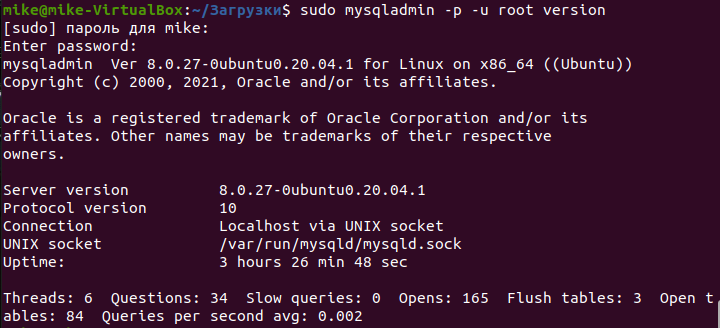 mike@mike-VirtualBox:~/Загрузки$ sudo mysqladmin -p -u root version
[sudo] пароль для mike:
Enter password:
mysqladmin  Ver 8.0.27-0ubuntu0.20.04.1 for Linux on x86_64 ((Ubuntu))
Copyright (c) 2000, 2021, Oracle and/or its affiliates.
Oracle is a registered trademark of Oracle Corporation and/or its
affiliates. Other names may be trademarks of their respective
owners.
Server version          8.0.27-0ubuntu0.20.04.1
Protocol version        10
Connection              Localhost via UNIX socket
UNIX socket             /var/run/mysqld/mysqld.sock
Uptime:                 3 hours 26 min 48 sec
Threads: 6  Questions: 34  Slow queries: 0  Opens: 165  Flush tables: 3  Open t
ables: 84  Queries per second avg: 0.002